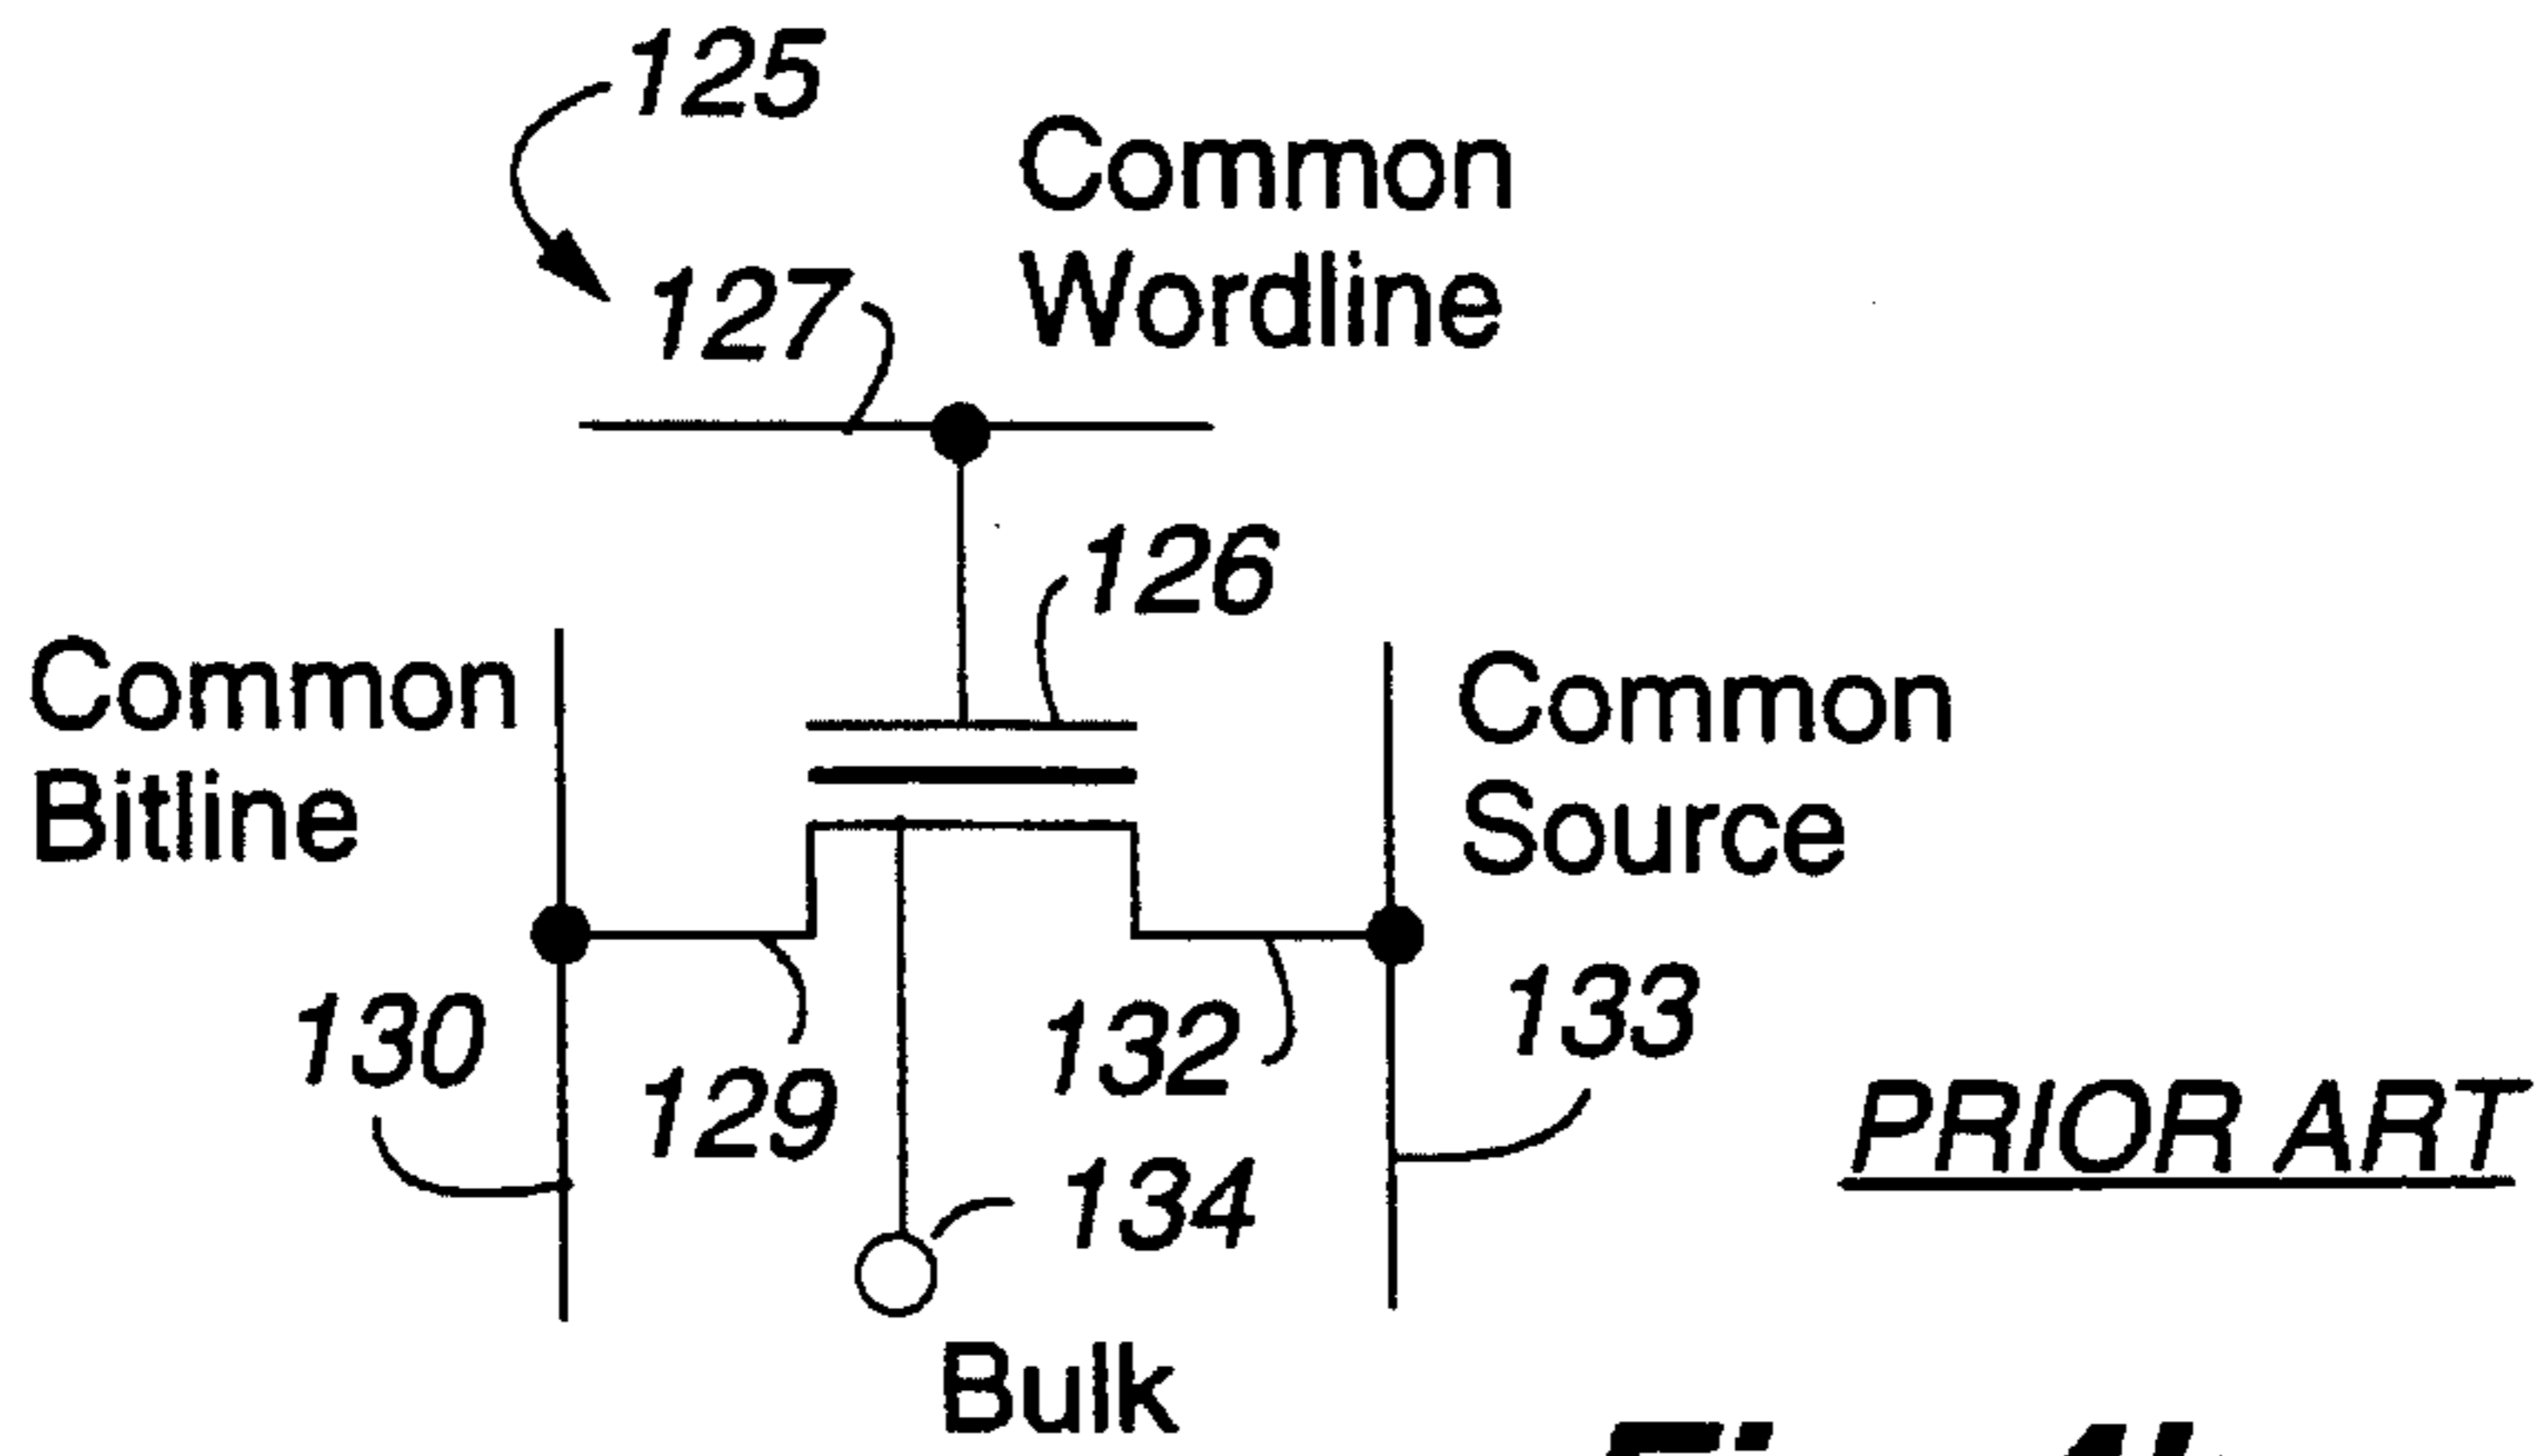 125
Common
Wordline
127
126
Common
Bitline
Common
Source
130
129
132
133
134
PRIOR ART
Bulk